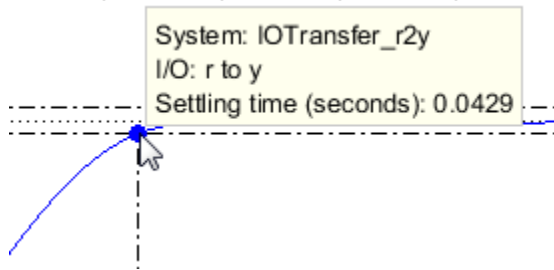 System: IOTransfer_r2y
I/O: r to y
Settling time (seconds): 0.0429